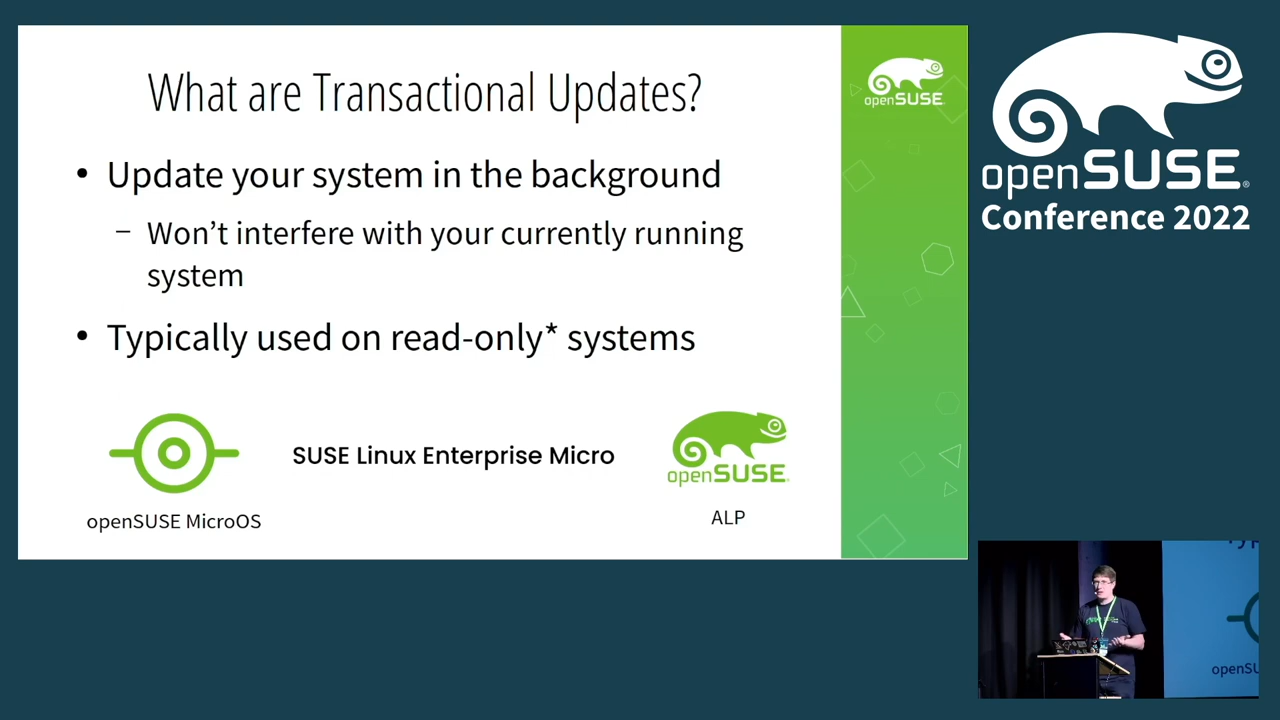 What are Transactional Updates?
• Update your system in the background
– Won't interfere with your currently running
system
• Typically used on read-only* systems
openSUSE MicroOS
SUSE Linux Enterprise Micro
openSUSE
ALP
openSUSE
openSUSE®
Conference 2022
openSU